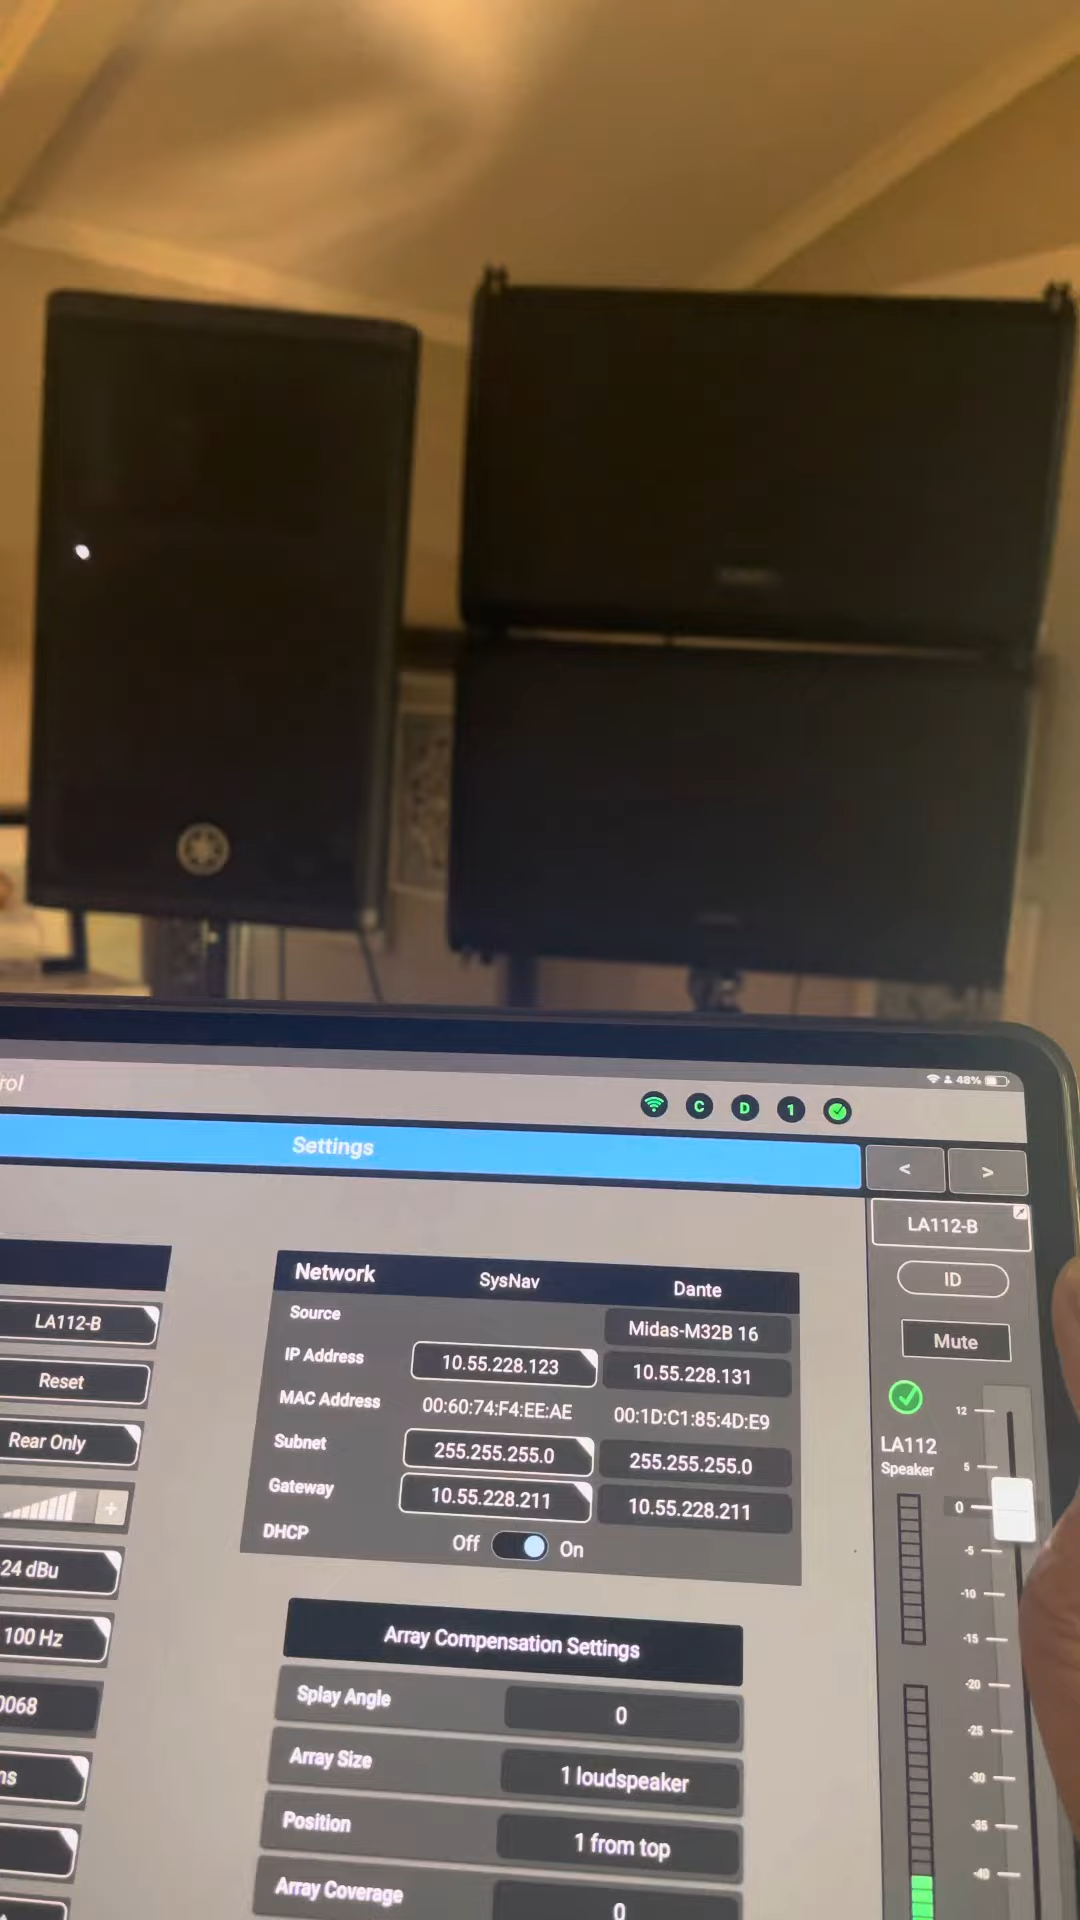 rol
48%
C
D
1
Settings
<
>
LA112-B
ID
Mute
LA112
Speaker
12
5
0
-5
-10
-15
-20
-25
-30
-35
-40
LA112-B
Reset
Rear Only
+
24 dBu
100 Hz
0068
ns
Network SysNav Dante
Source Midas-M32B 16
IP Address 10.55.228.123 10.55.228.131
MAC Address 00:60:74:F4:EE:AE 00:1D:C1:85:4D:E9
Subnet 255.255.255.0 255.255.255.0
Gateway 10.55.228.211 10.55.228.211
DHCP Off On
Array Compensation Settings
Splay Angle 0
Array Size 1 loudspeaker
Position 1 from top
Array Coverage 0